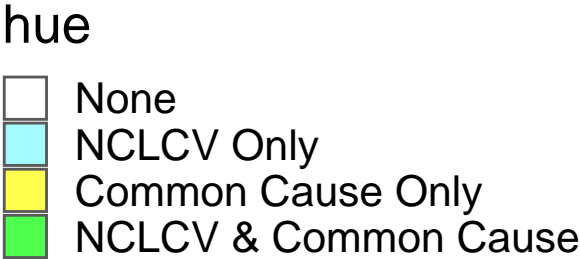 hue
None
NCLCV Only
Common Cause Only
NCLCV & Common Cause